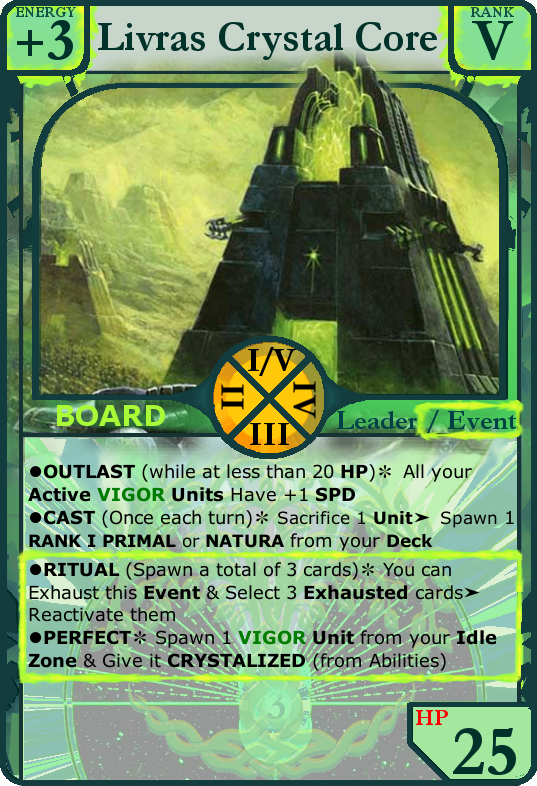 ENERGY
+3
Livras Crystal Core
RANK
V
I/V
II
IV
III
BOARD
Leader / Event
●OUTLAST (while at less than 20 HP)✻ All your
Active VIGOR Units Have +1 SPD
●CAST (Once each turn)✻ Sacrifice 1 Unit➤ Spawn 1
RANK I PRIMAL or NATURA from your Deck
●RITUAL (Spawn a total of 3 cards)✻ You can
Exhaust this Event & Select 3 Exhausted cards➤
Reactivate them
●PERFECT✻ Spawn 1 VIGOR Unit from your Idle
Zone & Give it CRYSTALIZED (from Abilities)
3
HP
25